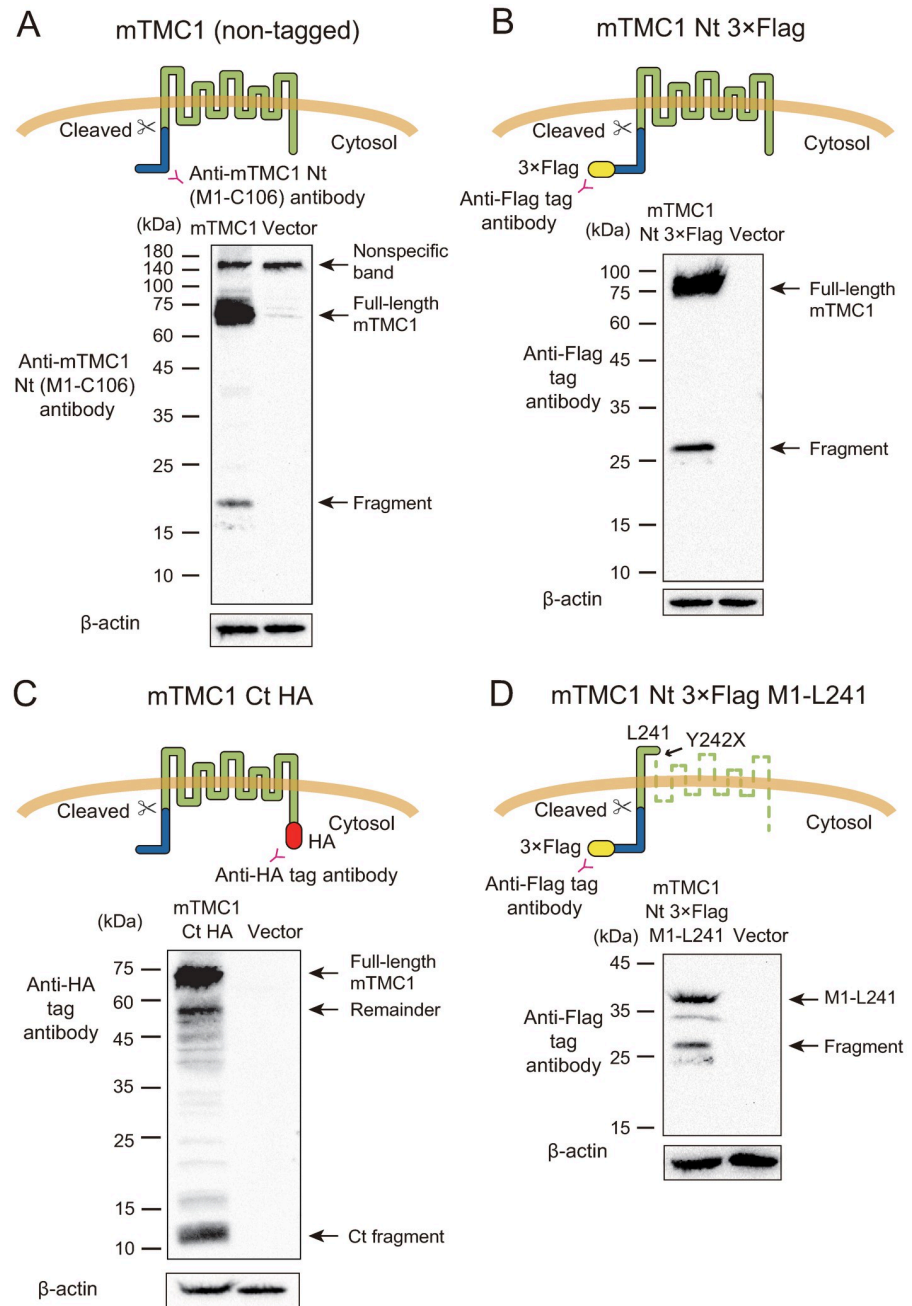 A
mTMC1 (non-tagged)
Cleaved
Cytosol
Anti-mTMC1 Nt
(M1-C106) antibody
(kDa)
mTMC1 Vector
180
140
100
75
60
45
35
25
15
10
Nonspecific
band
Full-length
mTMC1
Fragment
Anti-mTMC1
Nt (M1-C106)
antibody
β-actin
B
mTMC1 Nt 3×Flag
Cleaved
Cytosol
3×Flag
Anti-Flag tag
antibody
mTMC1
(kDa) Nt 3×Flag Vector
100
75
60
45
35
25
15
10
Full-length
mTMC1
Fragment
Anti-Flag
tag
antibody
β-actin
C
mTMC1 Ct HA
Cleaved
Cytosol
HA
Anti-HA tag antibody
(kDa)
mTMC1
Ct HA Vector
75
60
45
35
25
15
10
Full-length
mTMC1
Remainder
Ct fragment
Anti-HA
tag
antibody
β-actin
D
mTMC1 Nt 3×Flag M1-L241
L241
Y242X
Cleaved
Cytosol
3×Flag
Anti-Flag tag
antibody
mTMC1
Nt 3×Flag
(kDa) M1-L241 Vector
45
35
25
15
M1-L241
Fragment
Anti-Flag
tag
antibody
β-actin